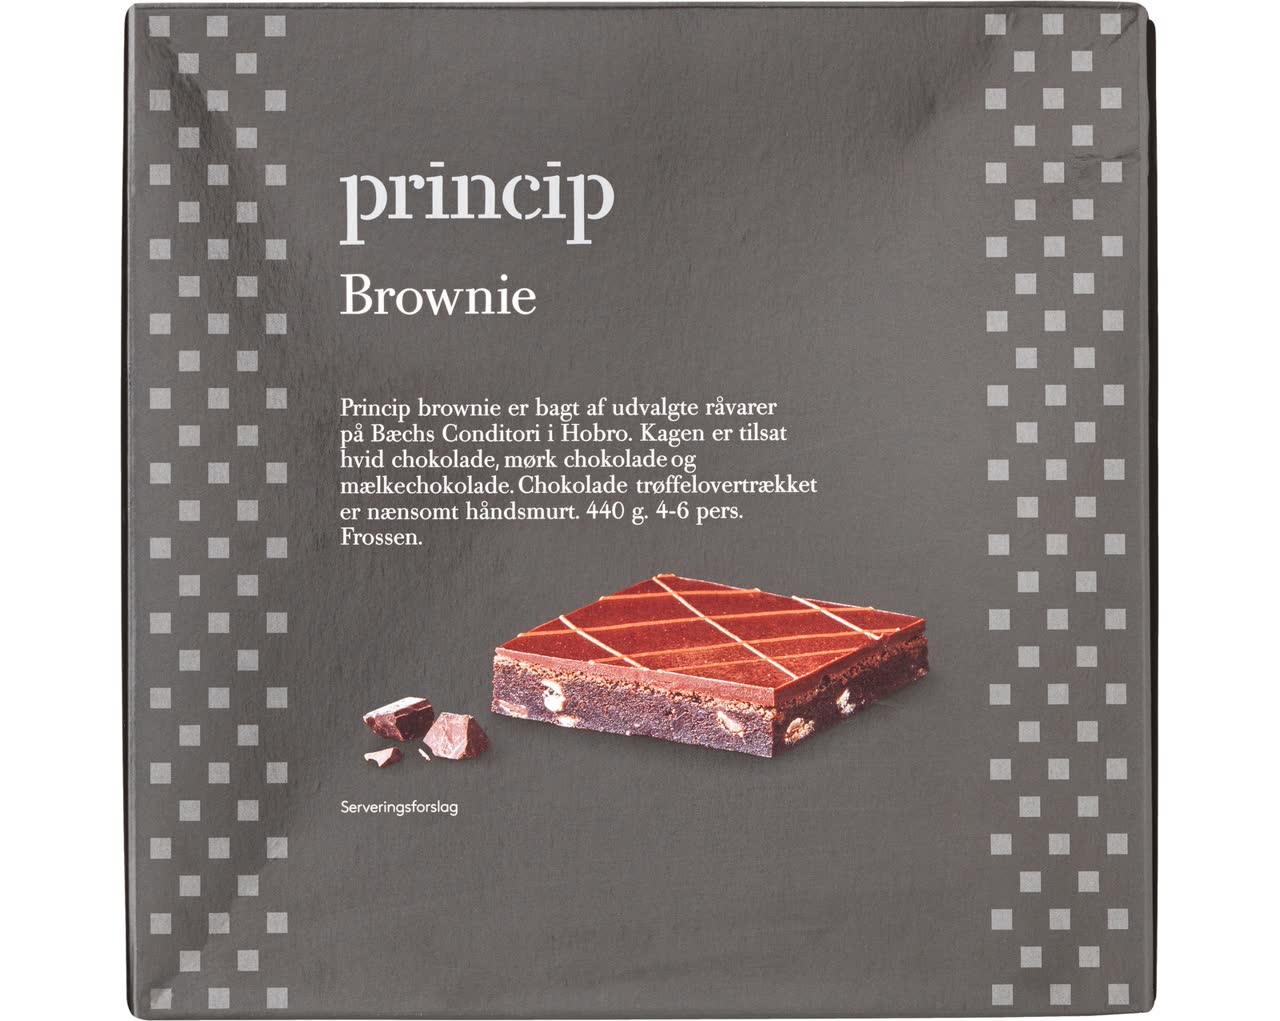 princip
Brownie
Princip brownie er bagt af udvalgte råvarer
på Bæchs Conditori i Hobro. Kagen er tilsat
hvid chokolade, mørk chokolade og
mælkechokolade. Chokolade trøffelovertrækket
er nænsomt håndsmurt. 440 g. 4-6 pers.
Frossen.
Serveringsforslag